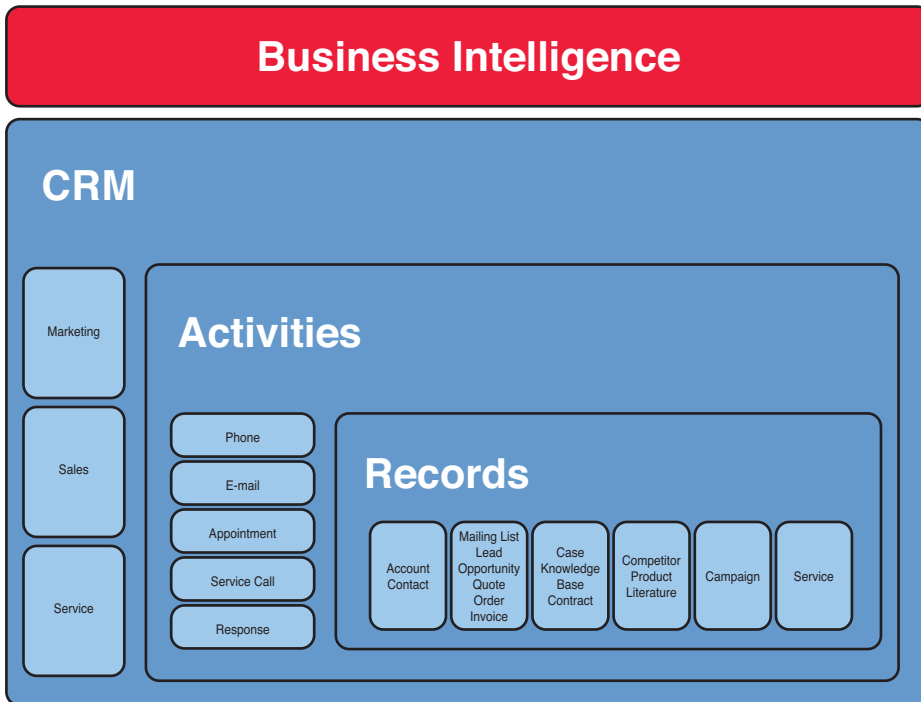 Business Intelligence
CRM
Marketing
Sales
Service
Activities
Phone
E-mail
Appointment
Service Call
Response
Records
Account
Contact
Mailing List
Lead
Opportunity
Quote
Order
Invoice
Case
Knowledge
Base
Contract
Competitor
Product
Literature
Campaign
Service